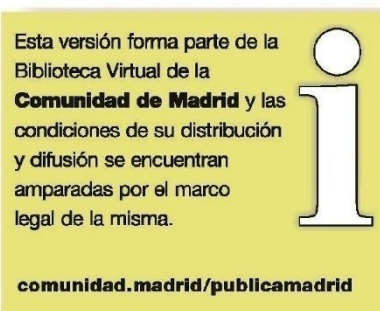 Esta versión forma parte de la
Biblioteca Virtual de la
Comunidad de Madrid y las
condiciones de su distribución
y difusión se encuentran
amparadas por el marco
legal de la misma.
i
comunidad.madrid/publicamadrid